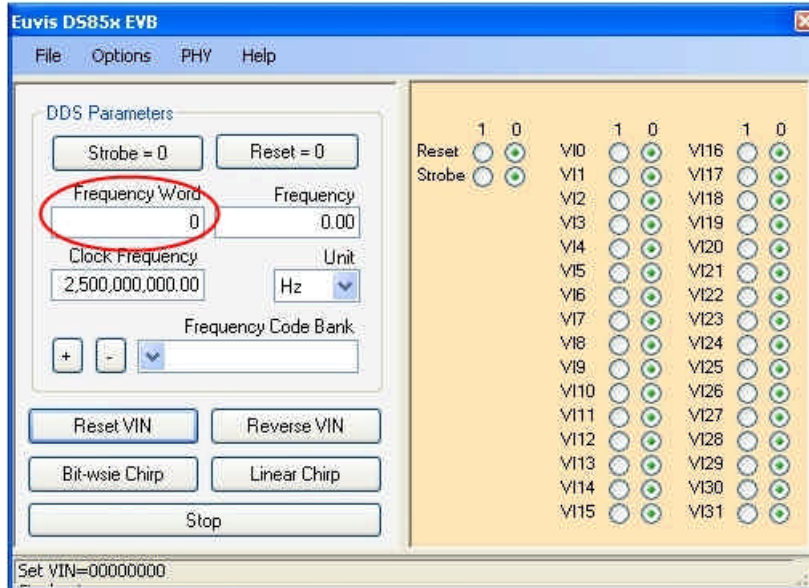 Euvis DS85x EVB
File Options PHY Help
DDS Parameters
Strobe = 0 Reset = 0
Frequency Word Frequency
0 0.00
Clock Frequency Unit
2,500,000,000.00 Hz
Frequency Code Bank
+ -
Reset VIN Reverse VIN
Bit-wsie Chirp Linear Chirp
Stop
1 0 1 0 1 0
Reset VI0 VI16
Strobe VI1 VI17
VI2 VI18
VI3 VI19
VI4 VI20
VI5 VI21
VI6 VI22
VI7 VI23
VI8 VI24
VI9 VI25
VI10 VI26
VI11 VI27
VI12 VI28
VI13 VI29
VI14 VI30
VI15 VI31
Set VIN=00000000